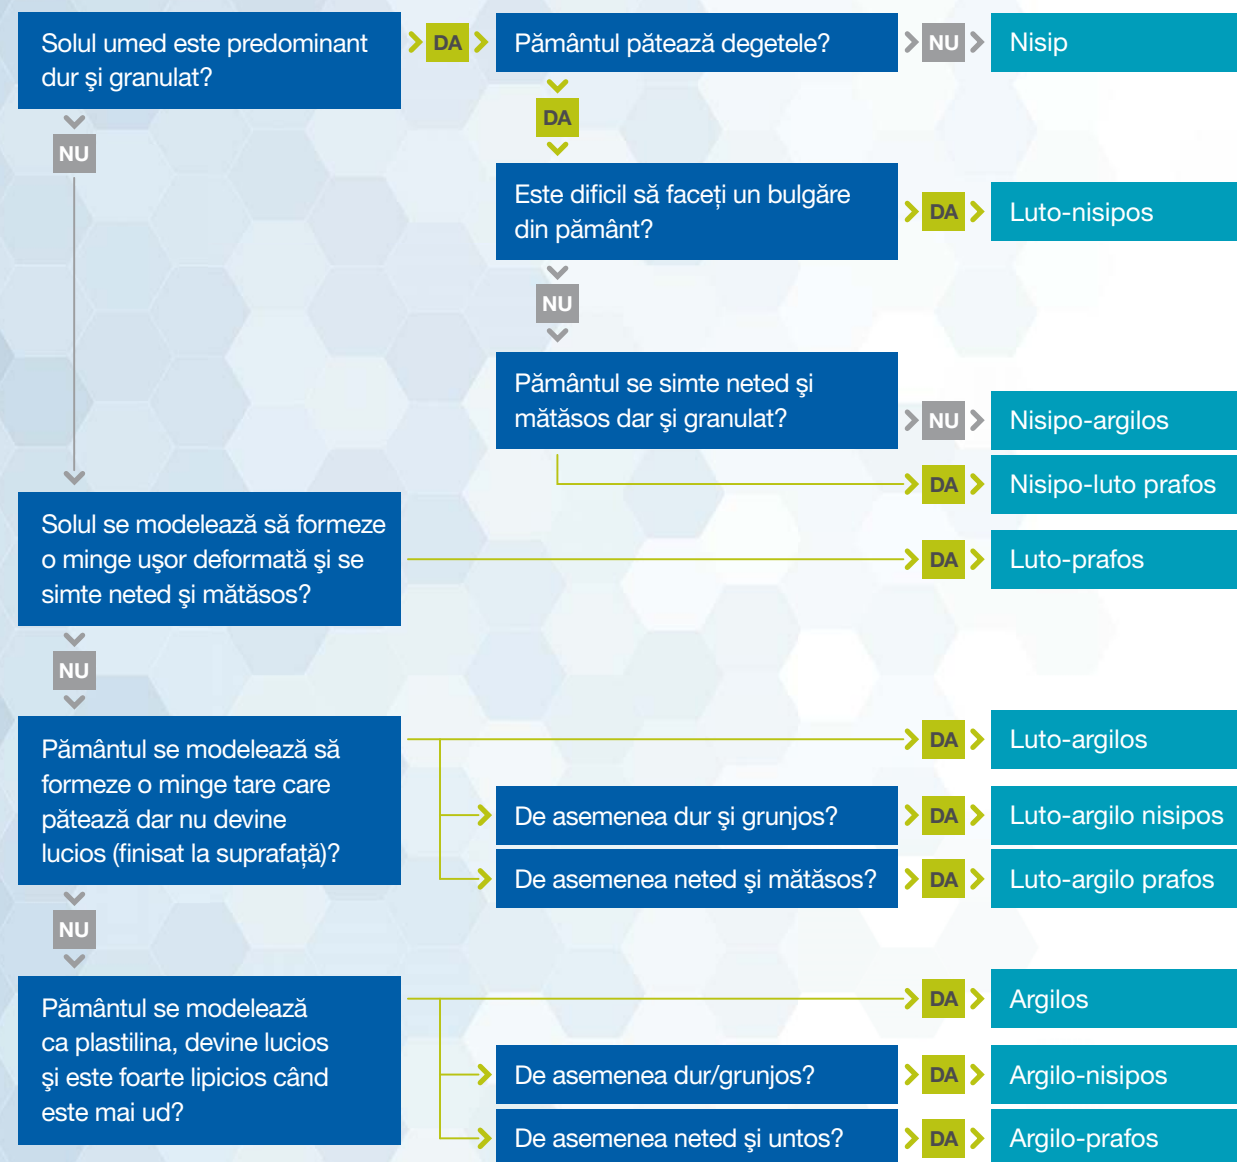 Solul umed este predominant
dur şi granulat?
DA
Pământul pătează degetele?
NU
Nisip
NU
DA
Este dificil să faceţi un bulgăre
din pământ?
DA
Luto-nisipos
NU
Pământul se simte neted şi
mătăsos dar şi granulat?
NU
Nisipo-argilos
DA
Nisipo-luto prafos
Solul se modelează să formeze
o minge uşor deformată şi se
simte neted şi mătăsos?
DA
Luto-prafos
NU
Pământul se modelează să
formeze o minge tare care
pătează dar nu devine
lucios (finisat la suprafaţă)?
DA
Luto-argilos
De asemenea dur şi grunjos?
DA
Luto-argilo nisipos
De asemenea neted şi mătăsos?
DA
Luto-argilo prafos
NU
Pământul se modelează
ca plastilina, devine lucios
şi este foarte lipicios când
este mai ud?
DA
Argilos
De asemenea dur/grunjos?
DA
Argilo-nisipos
De asemenea neted şi untos?
DA
Argilo-prafos